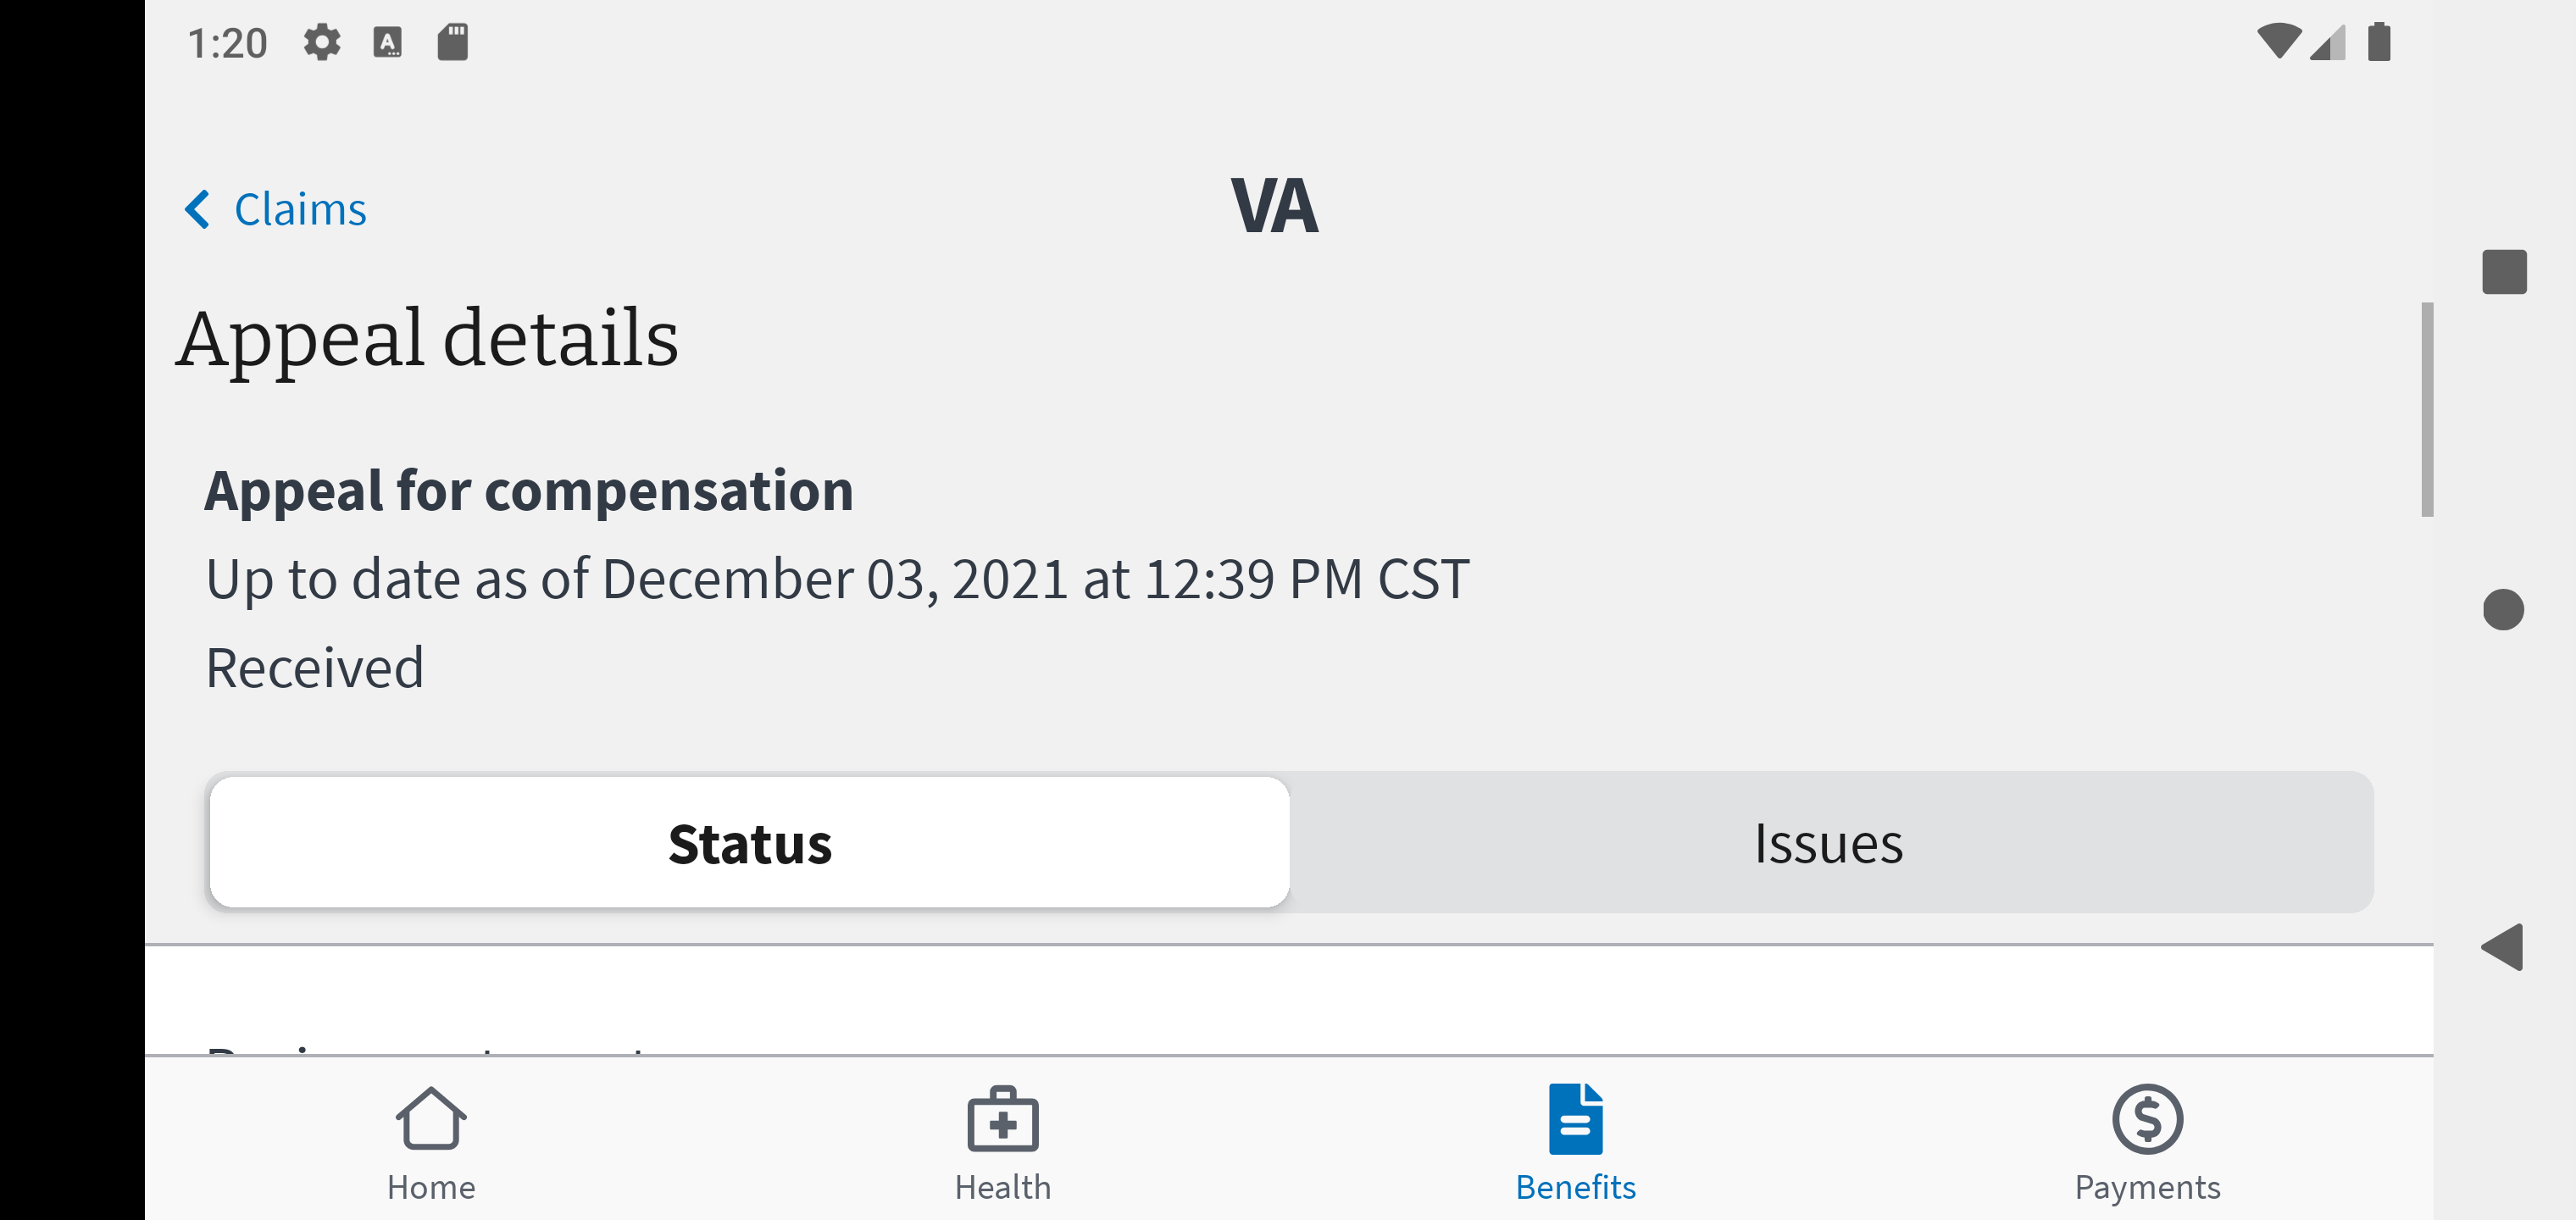 1:20
Claims
VA
Appeal details
Appeal for compensation
Up to date as of December 03, 2021 at 12:39 PM CST
Received
Status
Issues
Home
Health
Benefits
Payments